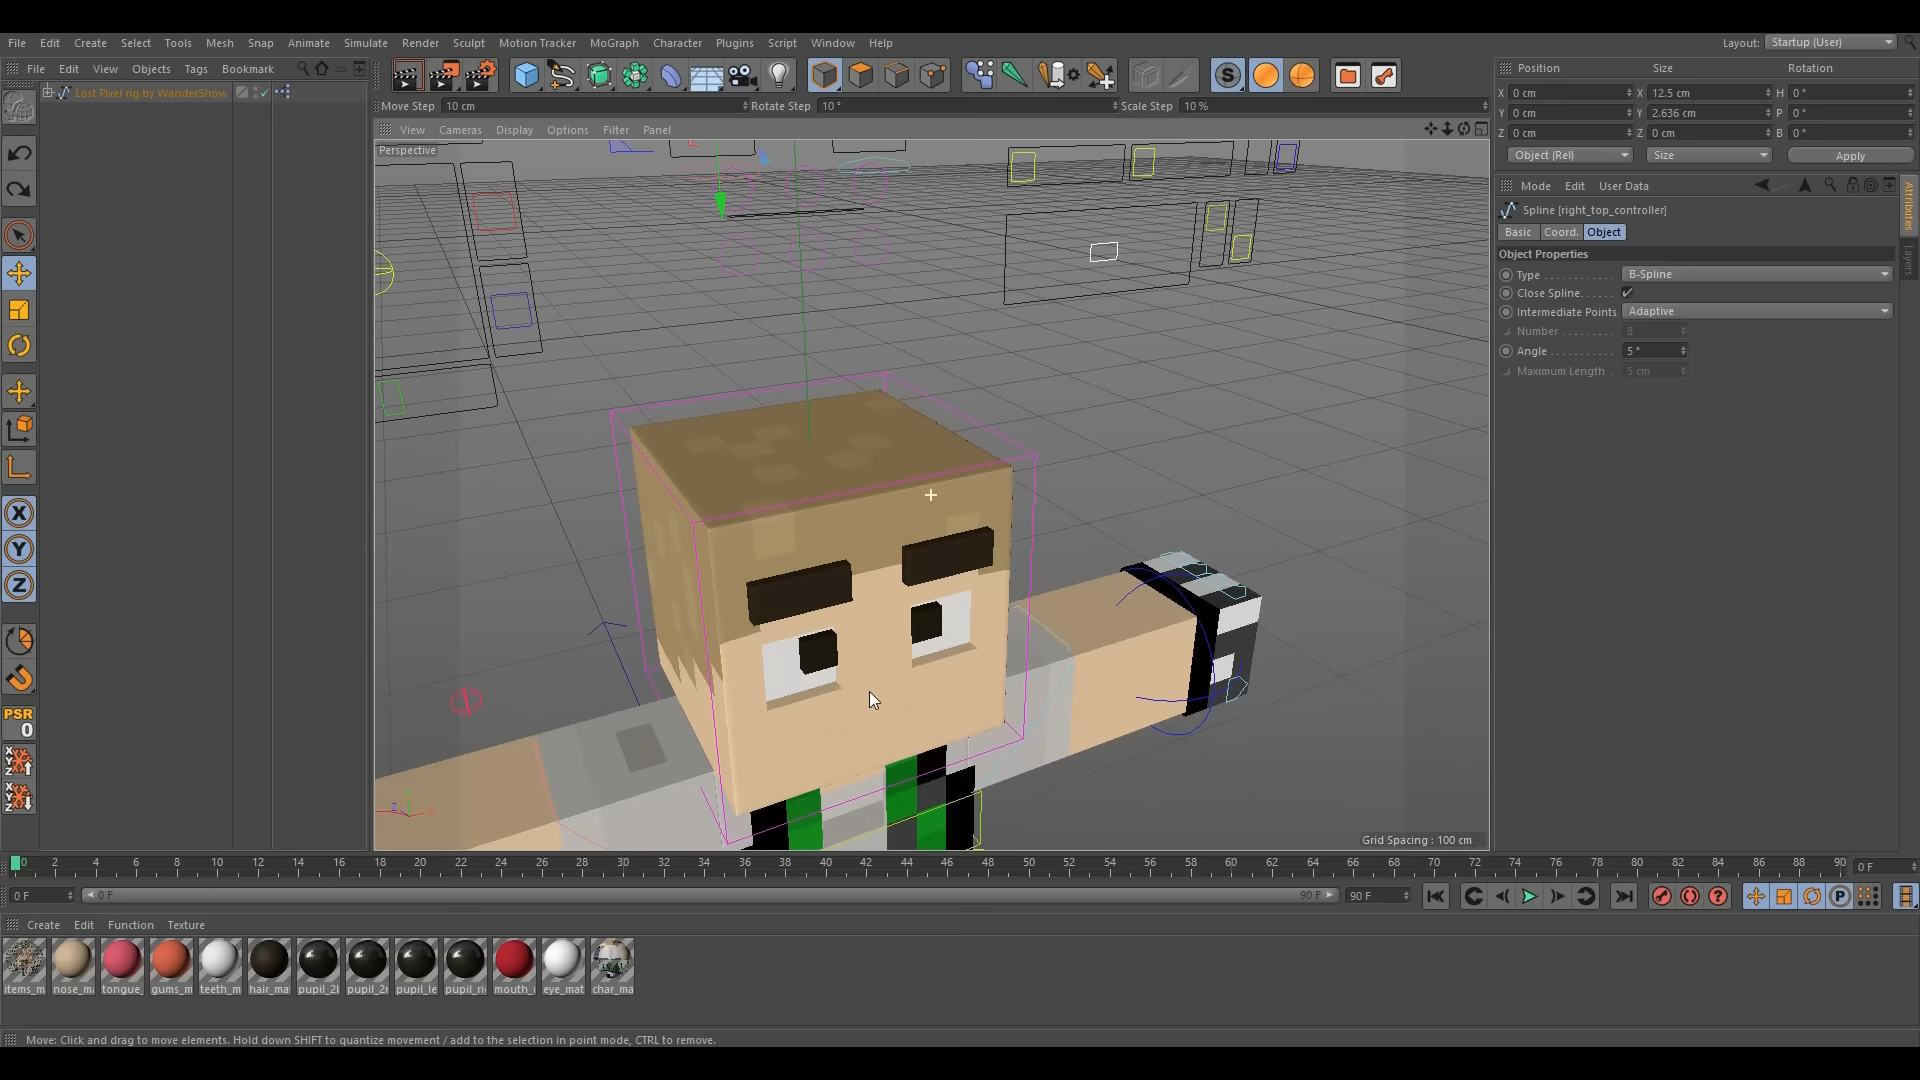 File Edit Create Select Tools Mesh Snap Animate Simulate Render Sculpt Motion Tracker MoGraph Character Plugins Script Window Help Layout: Startup (User)
File Edit View Objects Tags Bookmark
Lost Pixel rig by WanderShow
Move Step 10 cm Rotate Step 10 ° Scale Step 10 %
View Cameras Display Options Filter Panel
Perspective
Position Size Rotation
X 0 cm X 12.5 cm H 0 °
Y 0 cm Y 2.636 cm P 0 °
Z 0 cm Z 0 cm B 0 °
Object (Rel) Size Apply
Mode Edit User Data
Spline [right_top_controller]
Basic Coord. Object
Object Properties
Type . . . . . . . . . . . B-Spline
Close Spline. . . . . .
Intermediate Points Adaptive
Number . . . . . . . . . 8
Angle . . . . . . . . . . . 5 °
Maximum Length . 5 cm
Attributes
Layers
X
Y
Z
PSR
0
Z X
Grid Spacing : 100 cm
0 2 4 6 8 10 12 14 16 18 20 22 24 26 28 30 32 34 36 38 40 42 44 46 48 50 52 54 56 58 60 62 64 66 68 70 72 74 76 78 80 82 84 86 88 90 0 F
0 F 0 F 90 F 90 F
Create Edit Function Texture
items_m nose_m tongue_ gums_m teeth_m hair_ma pupil_2l pupil_2r pupil_le pupil_ri mouth_ eye_mat char_ma
Move: Click and drag to move elements. Hold down SHIFT to quantize movement / add to the selection in point mode, CTRL to remove.